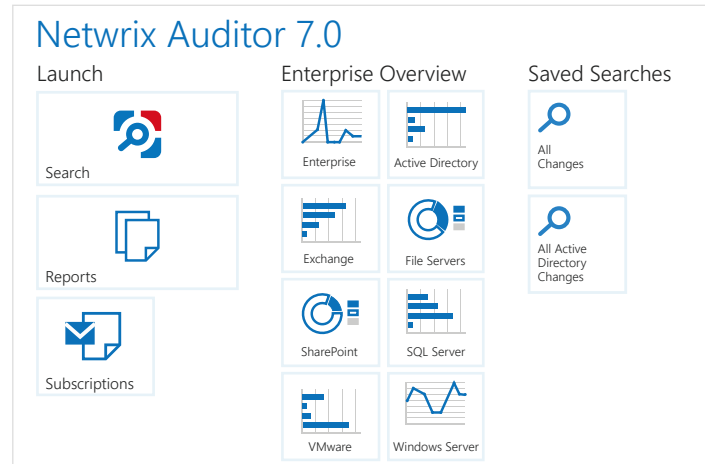 Netwrix Auditor 7.0
Launch
Search
Reports
Subscriptions
Enterprise Overview
Enterprise
Active Directory
Exchange
File Servers
SharePoint
SQL Server
VMware
Windows Server
Saved Searches
All
Changes
All Active
Directory
Changes